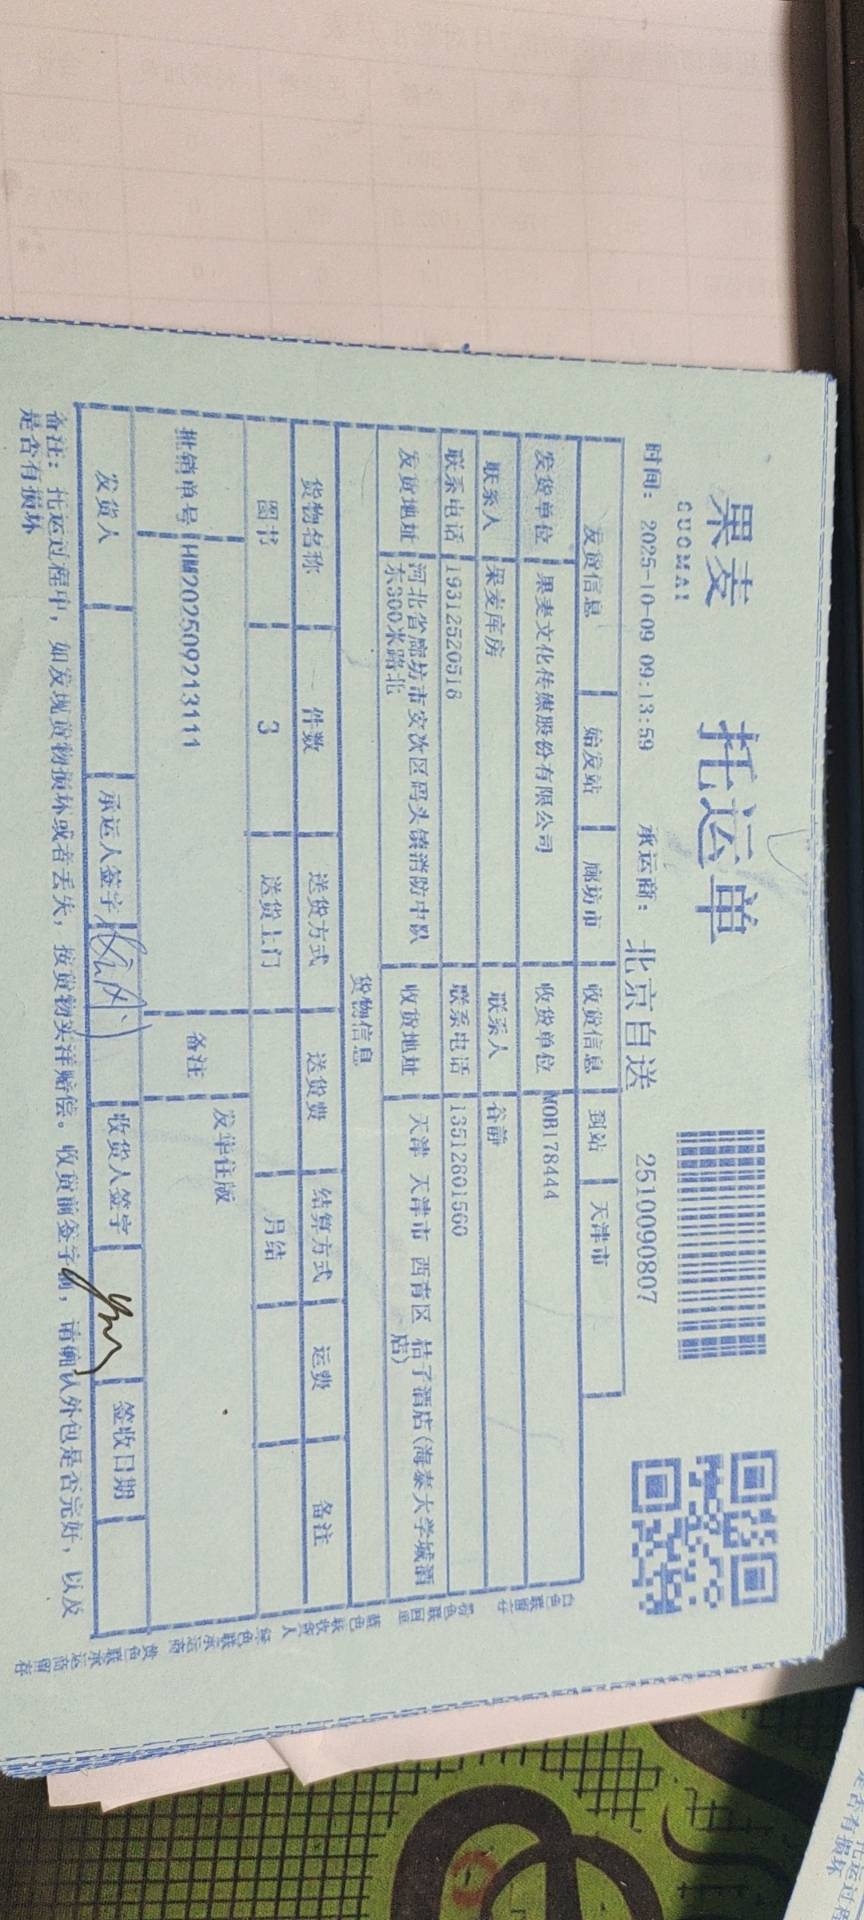 果麦 托运单
GUOMAI
时间: 2025-10-09 09:13:59 承运商: 北京自送 2510090807
发货信息 始发站 廊坊市 收货信息 到站 天津市
发货单位 果麦文化传媒股份有限公司 收货单位 MOB178444
联系人 果麦库房 联系人 谷静
联系电话 19312520516 联系电话 13512801560
发货地址 河北省廊坊市安次区码头镇消防中队东300米路北 收货地址 天津 天津市 西青区 桔子酒店(海泰大学城酒店)
货物信息
货物名称 件数 送货方式 送货费 结算方式 运费 备注
图书 3 送货上门 月结
批销单号 HM202509213111 备注 发华仕版
发货人 承运人签字 收货人签字 签收日期
备注: 托运过程中, 如发现货物损坏或者丢失, 按货物实洋赔偿。收货前签字前, 请确认外包是否完好, 以及
是否有损坏